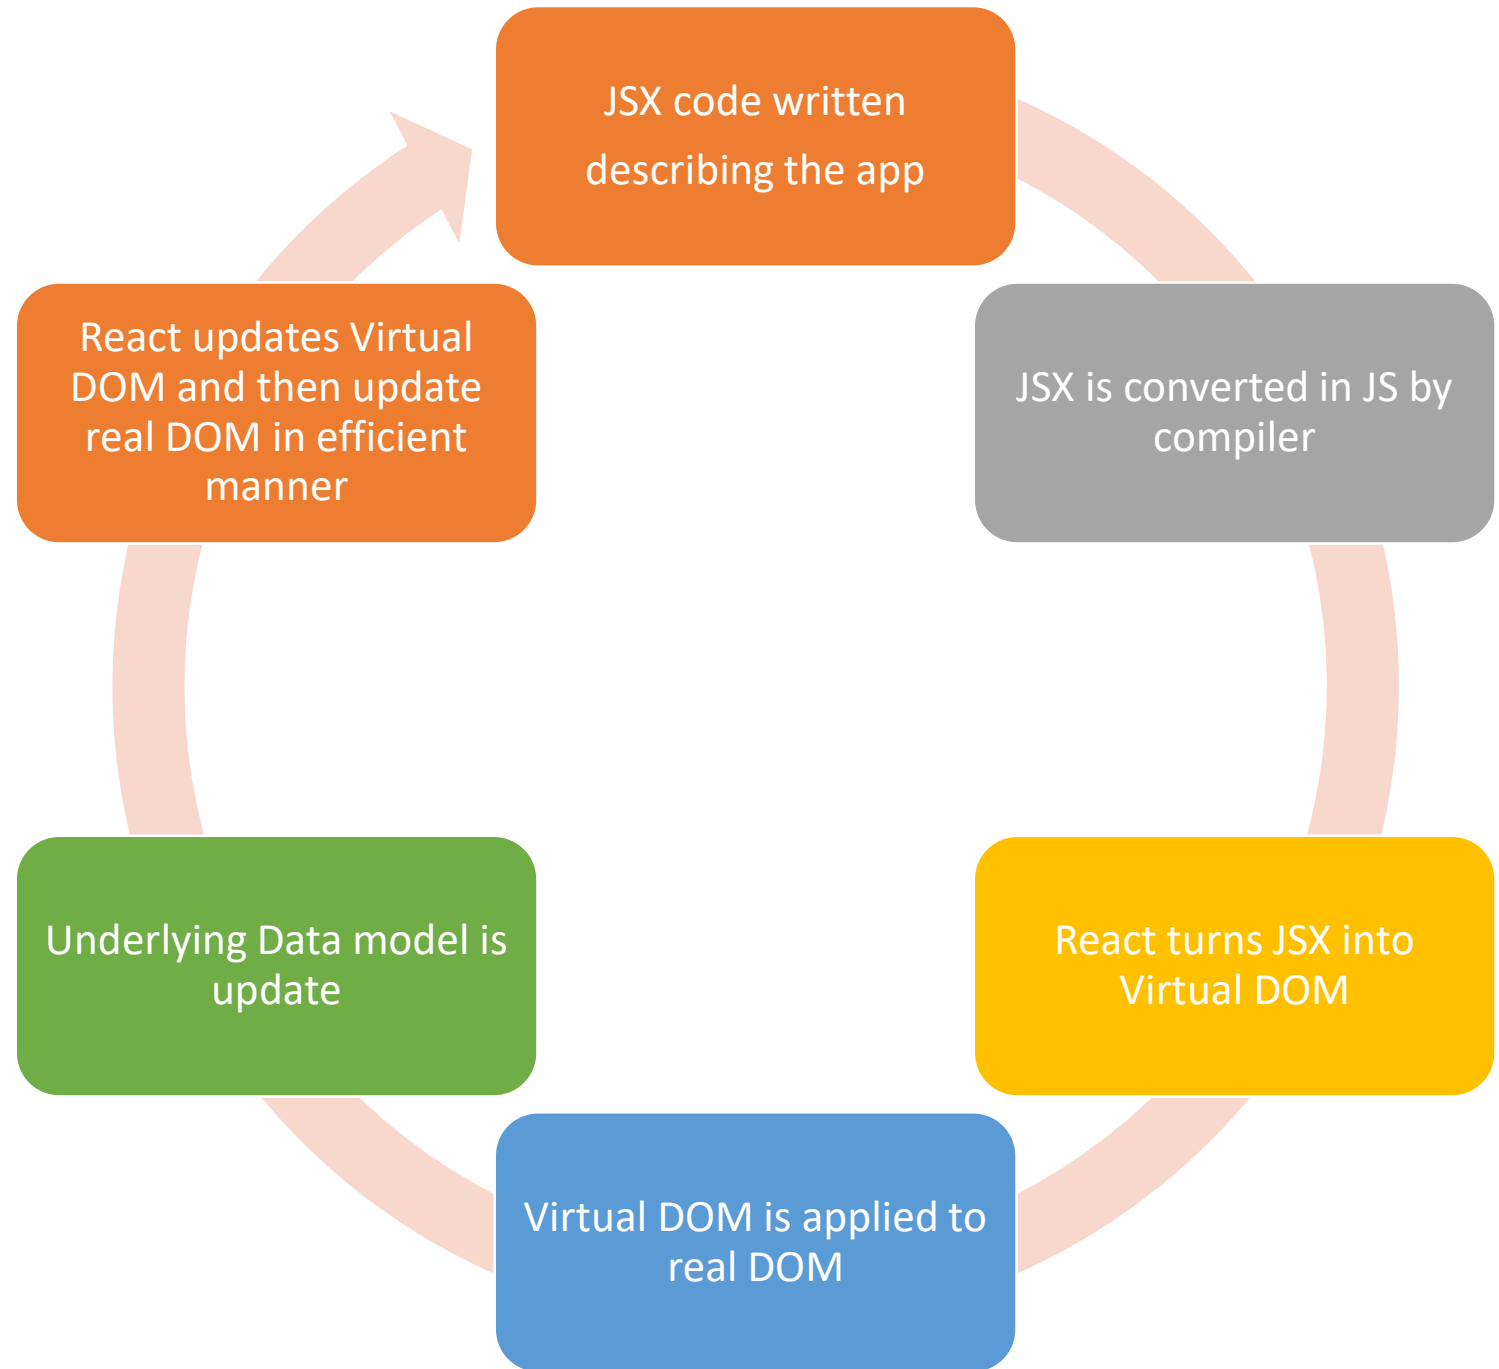 JSX code written
describing the app
JSX is converted in JS by
compiler
React turns JSX into
Virtual DOM
Virtual DOM is applied to
real DOM
Underlying Data model is
update
React updates Virtual
DOM and then update
real DOM in efficient
manner